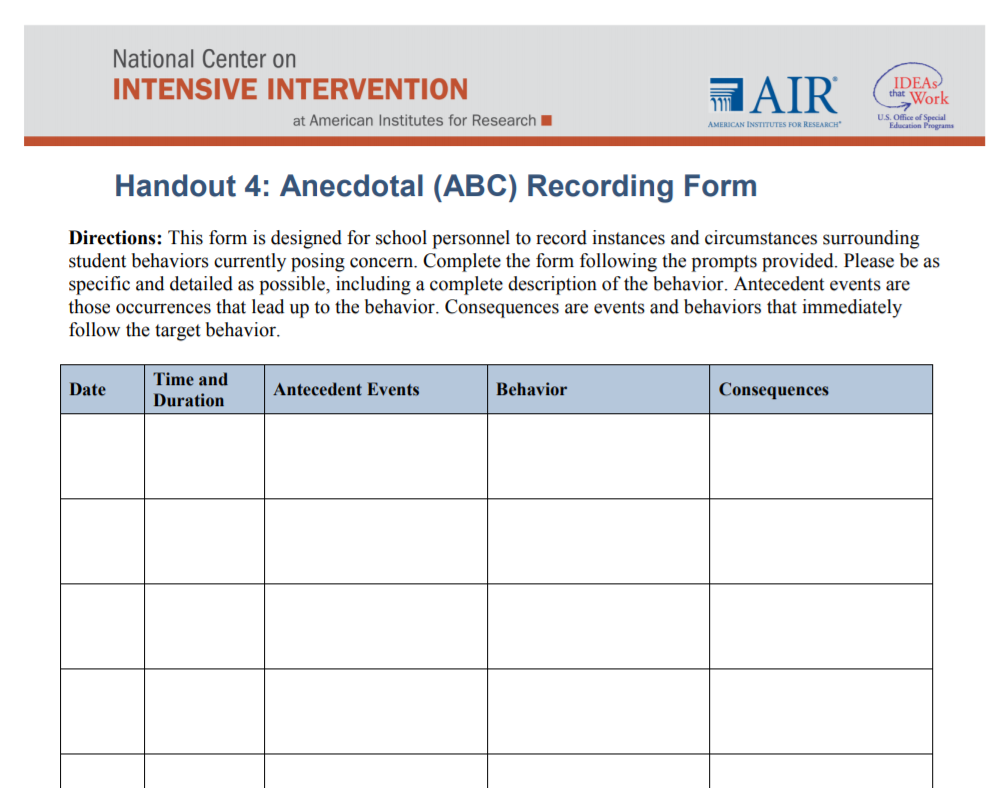 National Center on
INTENSIVE INTERVENTION
at American Institutes for Research
AIR®
AMERICAN INSTITUTES FOR RESEARCH®
IDEAs
that Work
U.S. Office of Special
Education Programs
Handout 4: Anecdotal (ABC) Recording Form
Directions: This form is designed for school personnel to record instances and circumstances surrounding
student behaviors currently posing concern. Complete the form following the prompts provided. Please be as
specific and detailed as possible, including a complete description of the behavior. Antecedent events are
those occurrences that lead up to the behavior. Consequences are events and behaviors that immediately
follow the target behavior.
Date
Time and
Duration
Antecedent Events
Behavior
Consequences